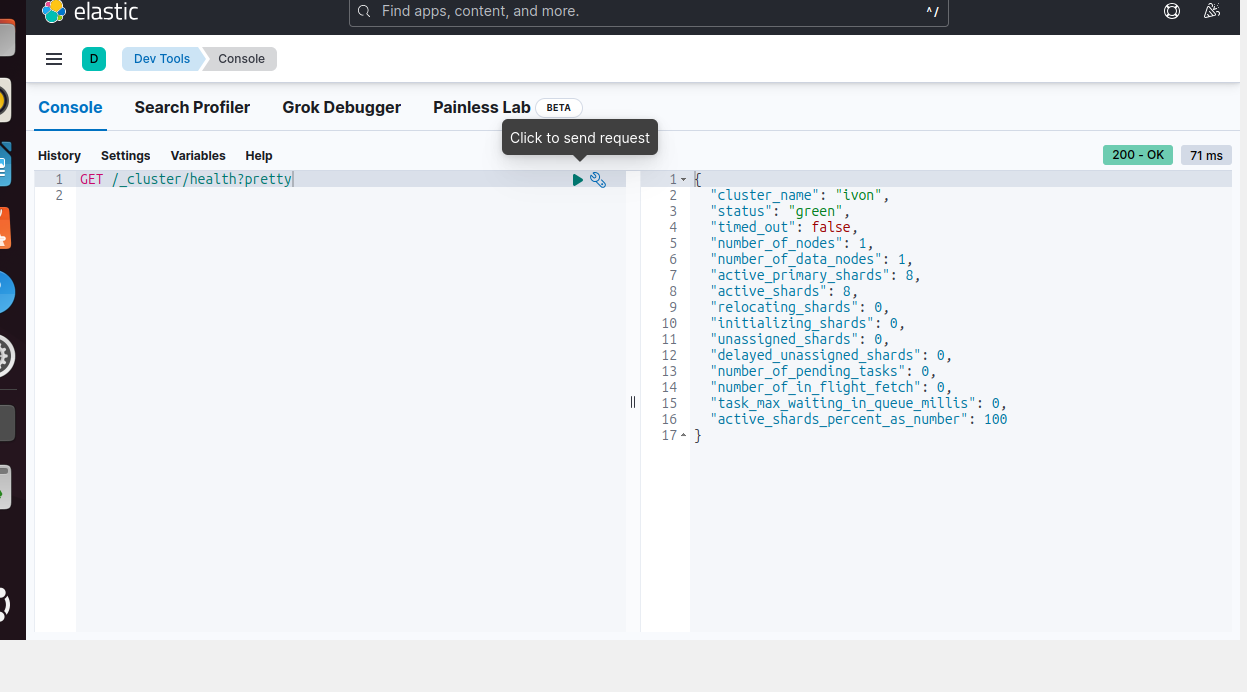 elastic
Find apps, content, and more.
^/
D
Dev Tools
Console
Console
Search Profiler
Grok Debugger
Painless Lab
BETA
Click to send request
History
Settings
Variables
Help
200 - OK
71 ms
1 GET /_cluster/health?pretty
2
1 {
2 "cluster_name": "ivon",
3 "status": "green",
4 "timed_out": false,
5 "number_of_nodes": 1,
6 "number_of_data_nodes": 1,
7 "active_primary_shards": 8,
8 "active_shards": 8,
9 "relocating_shards": 0,
10 "initializing_shards": 0,
11 "unassigned_shards": 0,
12 "delayed_unassigned_shards": 0,
13 "number_of_pending_tasks": 0,
14 "number_of_in_flight_fetch": 0,
15 "task_max_waiting_in_queue_millis": 0,
16 "active_shards_percent_as_number": 100
17 }